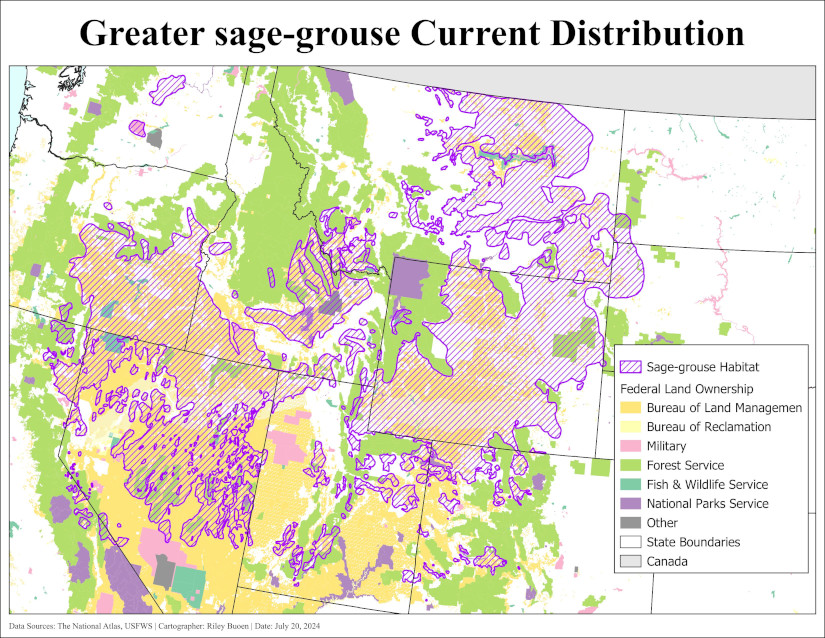 Greater sage-grouse Current Distribution
Sage-grouse Habitat
Federal Land Ownership
Bureau of Land Managemen
Bureau of Reclamation
Military
Forest Service
Fish & Wildlife Service
National Parks Service
Other
State Boundaries
Canada
Data Sources: The National Atlas, USFWS | Cartographer: Riley Buoen | Date: July 20, 2024